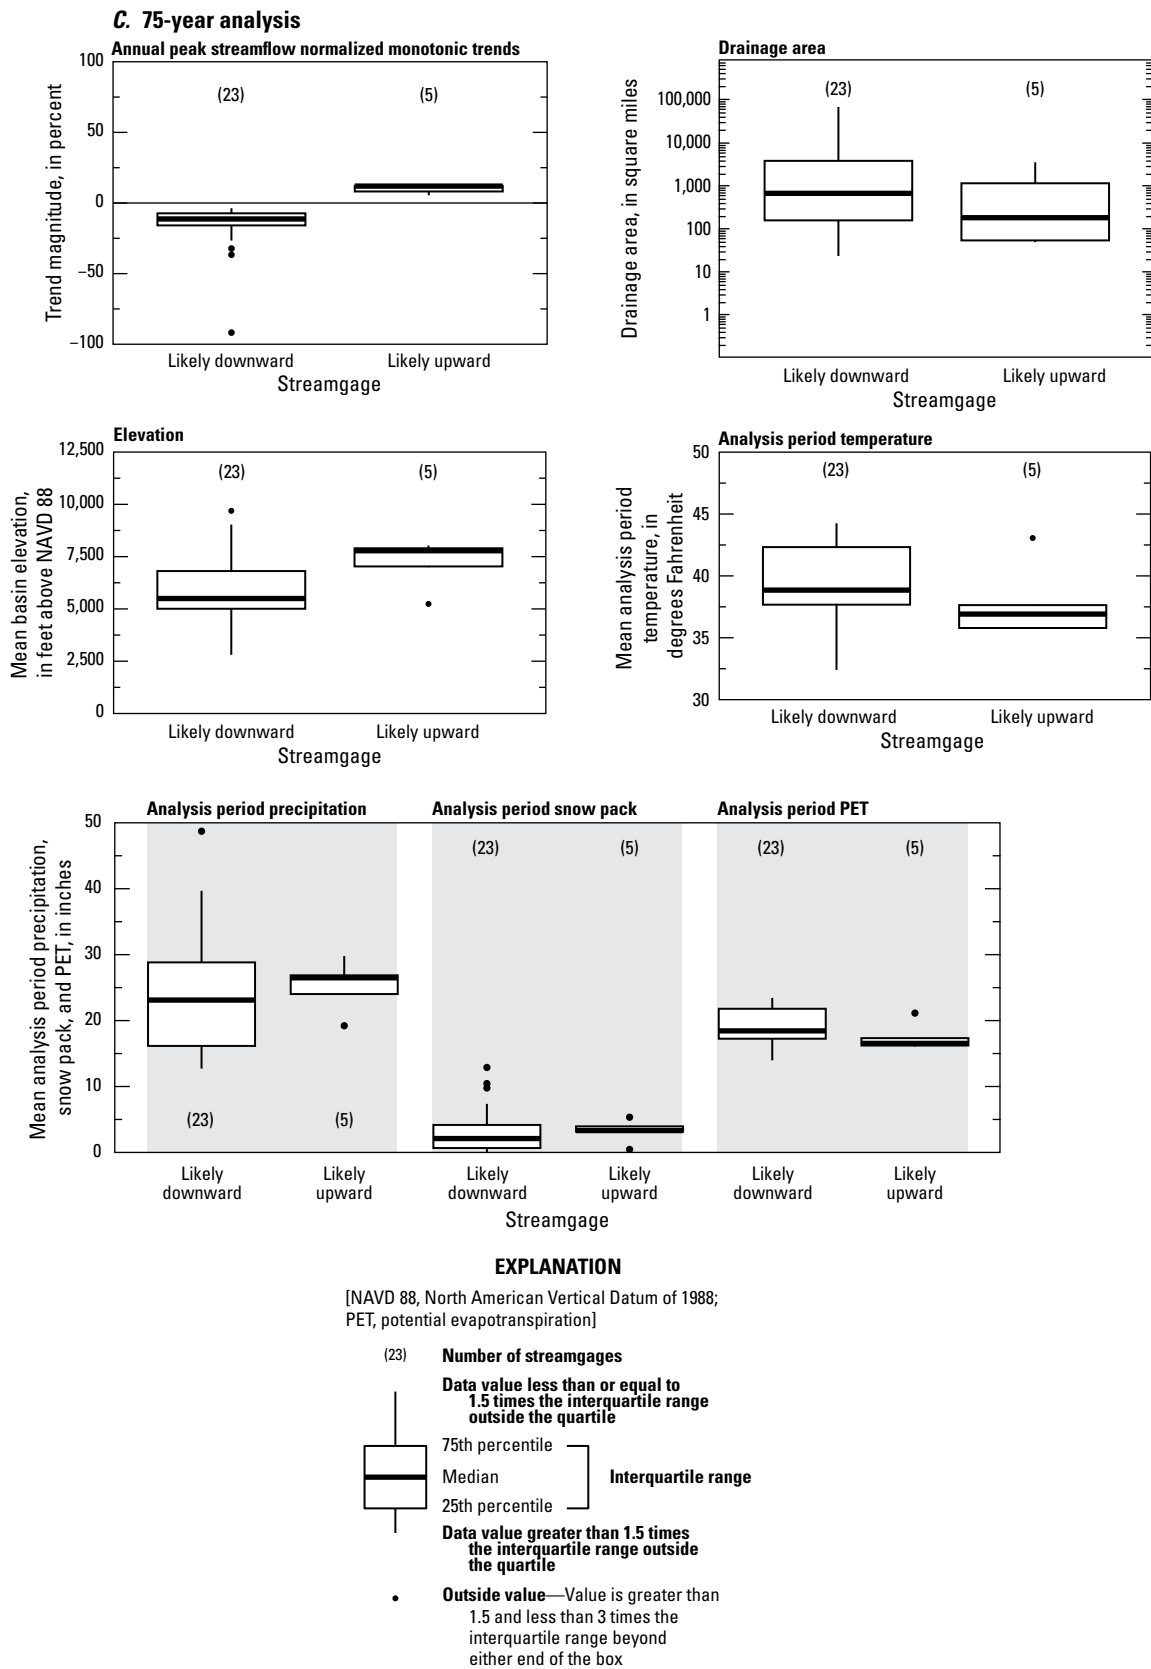 C. 75-year analysis
Annual peak streamflow normalized monotonic trends
Trend magnitude, in percent
100
50
0
–50
–100
(23)
(5)
Likely downward
Likely upward
Streamgage
Drainage area
Drainage area, in square miles
100,000
10,000
1,000
100
10
1
(23)
(5)
Likely downward
Likely upward
Streamgage
Elevation
Mean basin elevation,
in feet above NAVD 88
12,500
10,000
7,500
5,000
2,500
0
(23)
(5)
Likely downward
Likely upward
Streamgage
Analysis period temperature
Mean analysis period
temperature, in
degrees Fahrenheit
50
45
40
35
30
(23)
(5)
Likely downward
Likely upward
Streamgage
Analysis period precipitation
Analysis period snow pack
Analysis period PET
Mean analysis period precipitation,
snow pack, and PET, in inches
50
40
30
20
10
0
(23)
(5)
(23)
(5)
(23)
(5)
Likely
downward
Likely
upward
Likely
downward
Likely
upward
Likely
downward
Likely
upward
Streamgage
EXPLANATION
[NAVD 88, North American Vertical Datum of 1988;
PET, potential evapotranspiration]
(23)
Number of streamgages
Data value less than or equal to
1.5 times the interquartile range
outside the quartile
75th percentile
Median
Interquartile range
25th percentile
Data value greater than 1.5 times
the interquartile range outside
the quartile
Outside value—Value is greater than
1.5 and less than 3 times the
interquartile range beyond
either end of the box